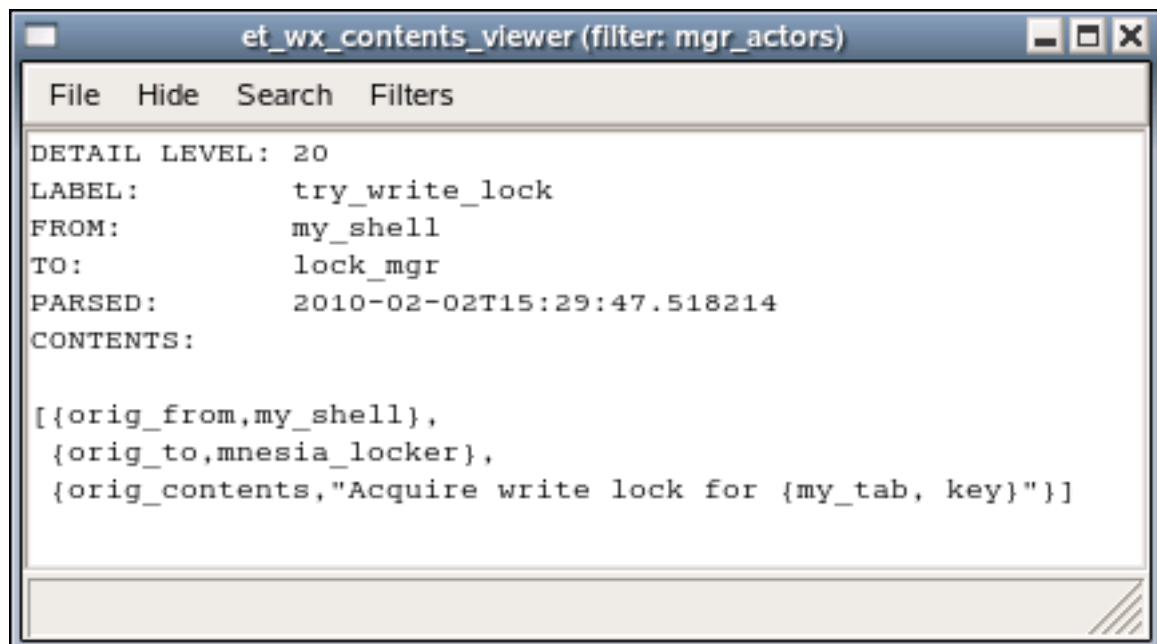 et_wx_contents_viewer (filter: mgr_actors)
File Hide Search Filters
DETAIL LEVEL: 20
LABEL: try_write_lock
FROM: my_shell
TO: lock_mgr
PARSED: 2010-02-02T15:29:47.518214
CONTENTS:
[{orig_from,my_shell},
{orig_to,mnesia_locker},
{orig_contents,"Acquire write lock for {my_tab, key}"}]